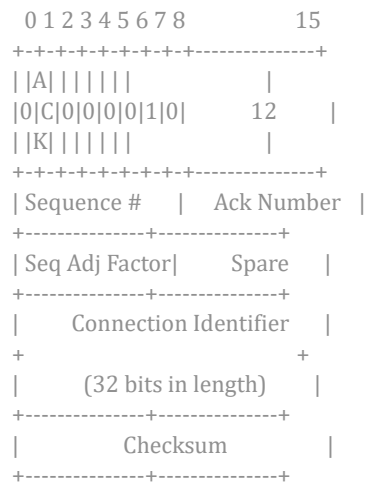 0 1 2 3 4 5 6 7 8 15
+-+-+-+-+-+-+-+-+---------------+
| |A| | | | | | | |
|0|C|0|0|0|0|1|0| 12 |
| |K| | | | | | | |
+-+-+-+-+-+-+-+-+---------------+
| Sequence # | Ack Number |
+---------------+---------------+
| Seq Adj Factor| Spare |
+---------------+---------------+
| Connection Identifier |
+ +
| (32 bits in length) |
+---------------+---------------+
| Checksum |
+---------------+---------------+